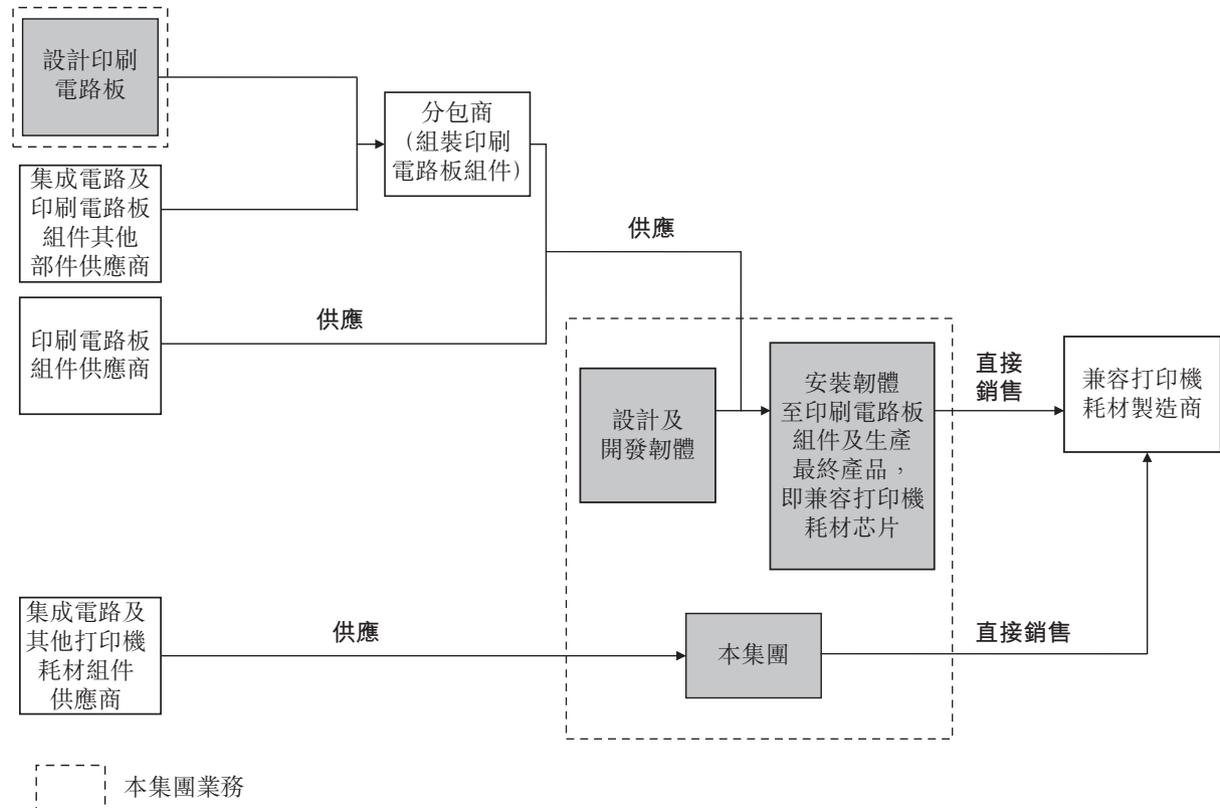 設計印刷
電路板
分包商
（組裝印刷
電路板組件）
集成電路及
印刷電路板
組件其他
部件供應商
供應
印刷電路板
組件供應商
供應
設計及
開發韌體
安裝韌體
至印刷電路板
組件及生產
最終產品，
即兼容打印機
耗材芯片
直接
銷售
兼容打印機
耗材製造商
集成電路及
其他打印機
耗材組件
供應商
供應
本集團
直接銷售
本集團業務